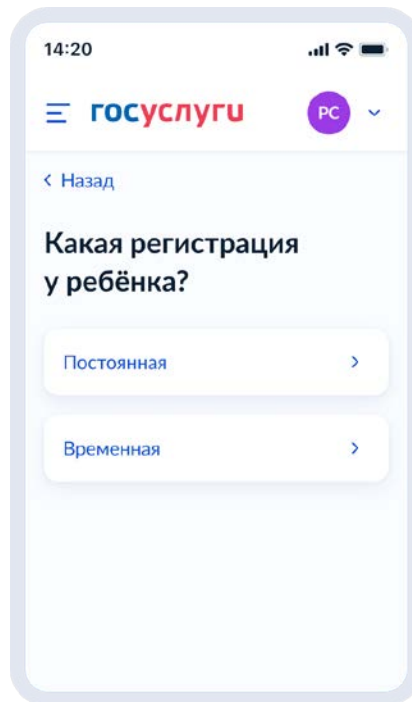 14:20
госуслуги
РС
Назад
Какая регистрация
у ребёнка?
Постоянная
Временная